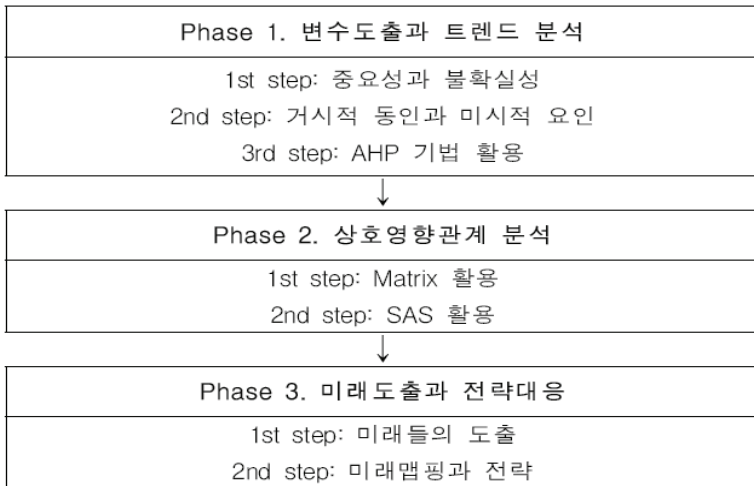 Phase 1. 변수도출과 트렌드 분석
1st step: 중요성과 불확실성
2nd step: 거시적 동인과 미시적 요인
3rd step: AHP 기법 활용
↓
Phase 2. 상호영향관계 분석
1st step: Matrix 활용
2nd step: SAS 활용
↓
Phase 3. 미래도출과 전략대응
1st step: 미래들의 도출
2nd step: 미래맵핑과 전략